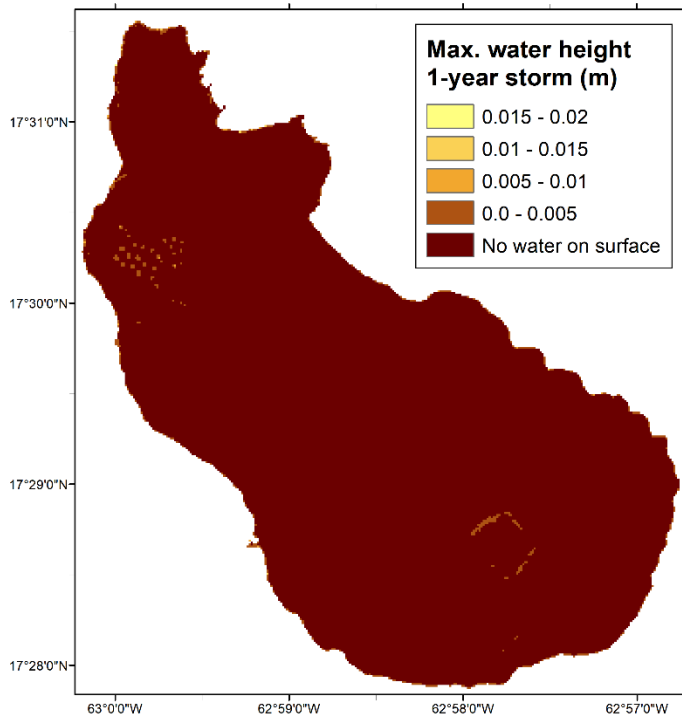 Max. water height
1-year storm (m)
0.015 - 0.02
0.01 - 0.015
0.005 - 0.01
0.0 - 0.005
No water on surface
17°31'0"N
17°30'0"N
17°29'0"N
17°28'0"N
63°0'0"W 62°59'0"W 62°58'0"W 62°57'0"W